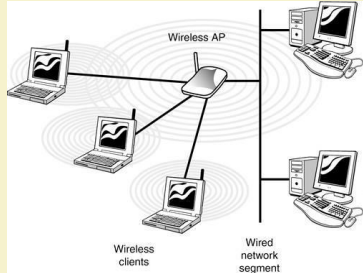 Wireless AP
Wireless
clients
Wired
network
segment